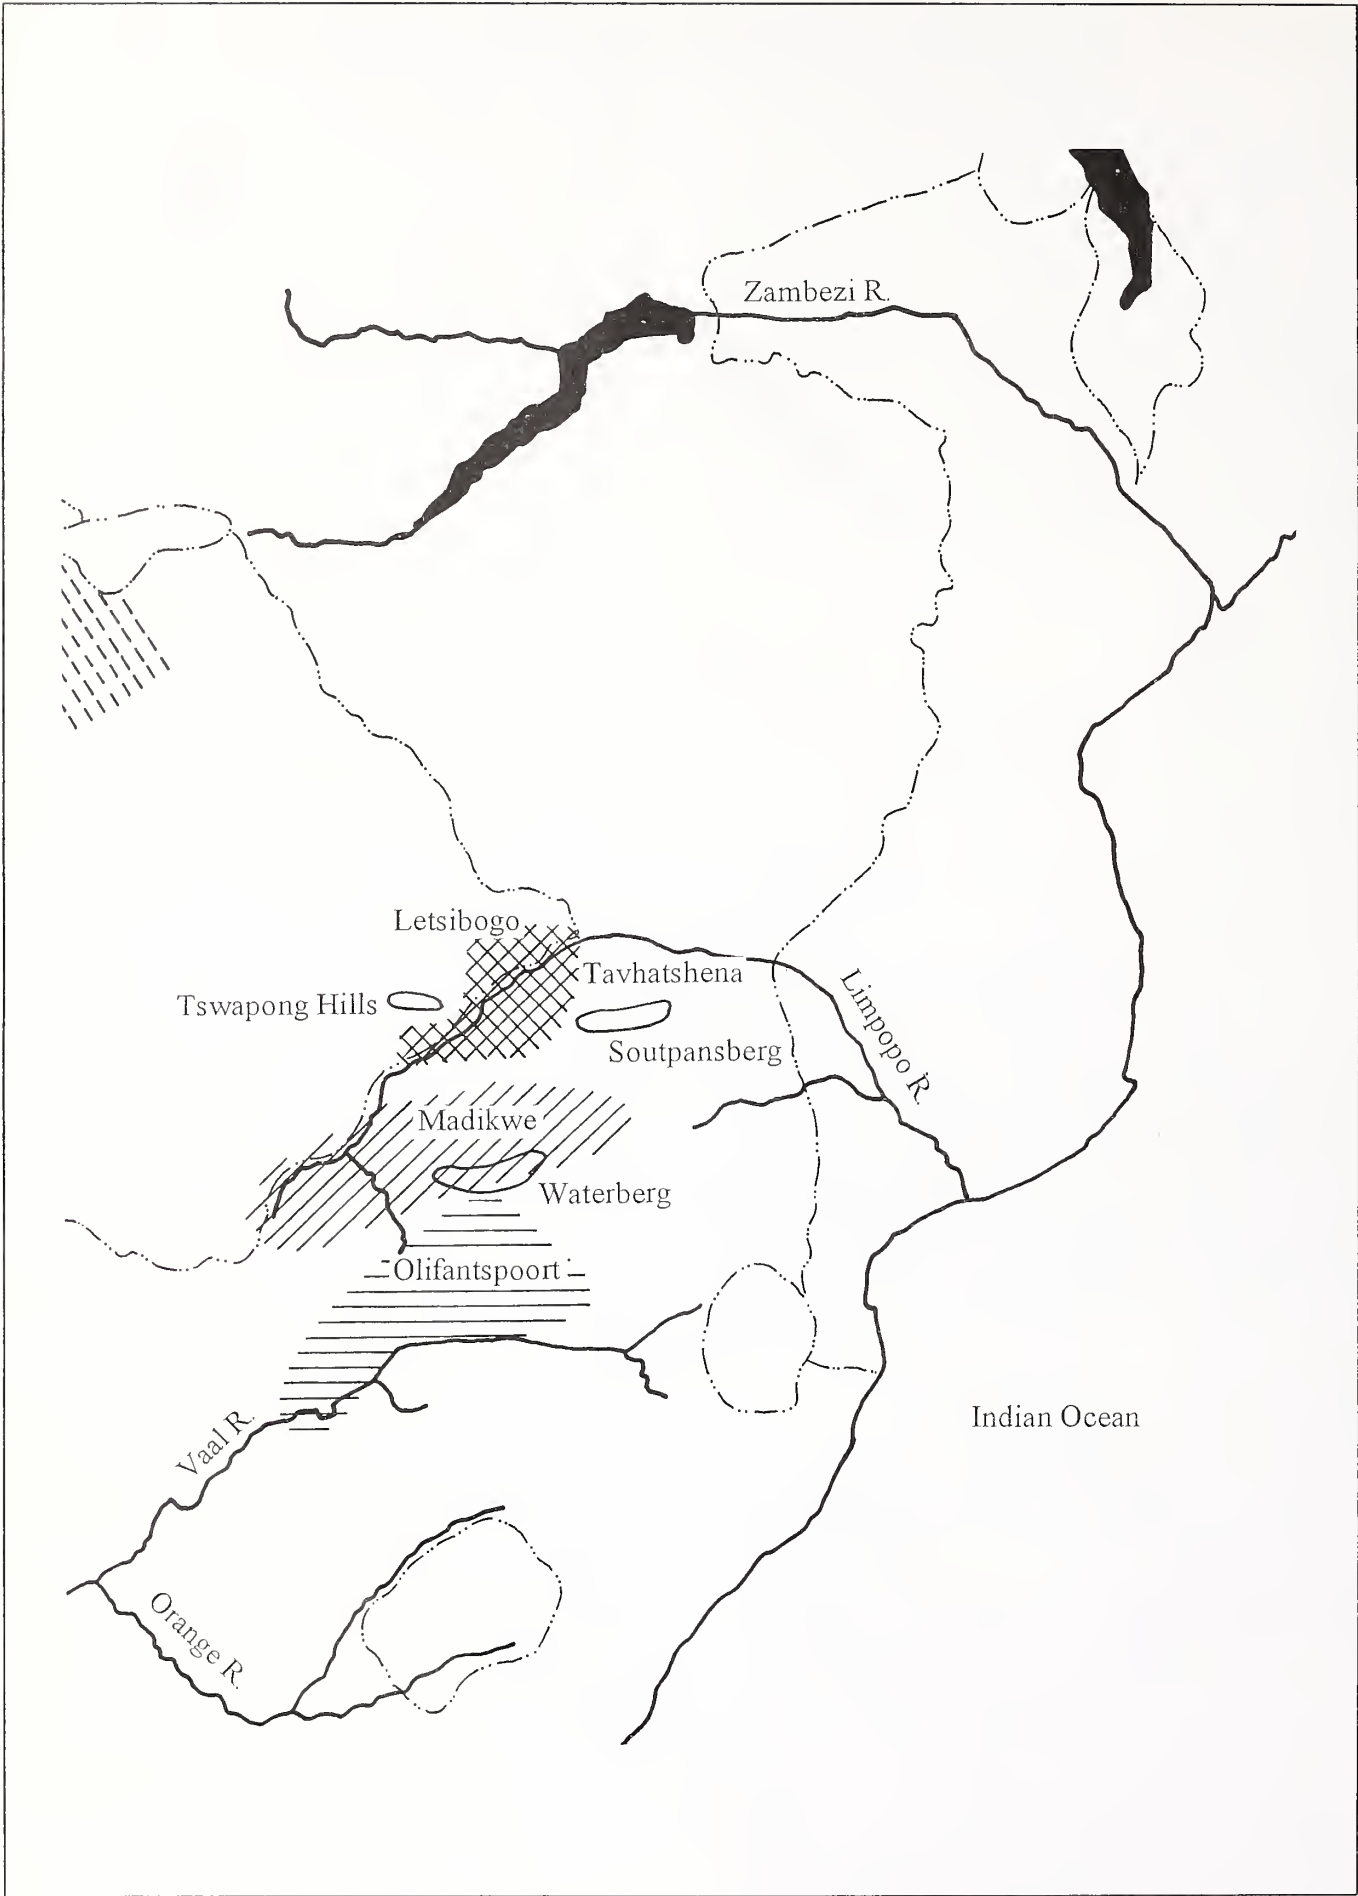 Zambezi R.
Letsibogo
Tavhatshena
Tswapong Hills
Limpopo R.
Soutpansberg
Madikwe
Waterberg
Olifantspoort
Indian Ocean
Vaal R.
Orange R.